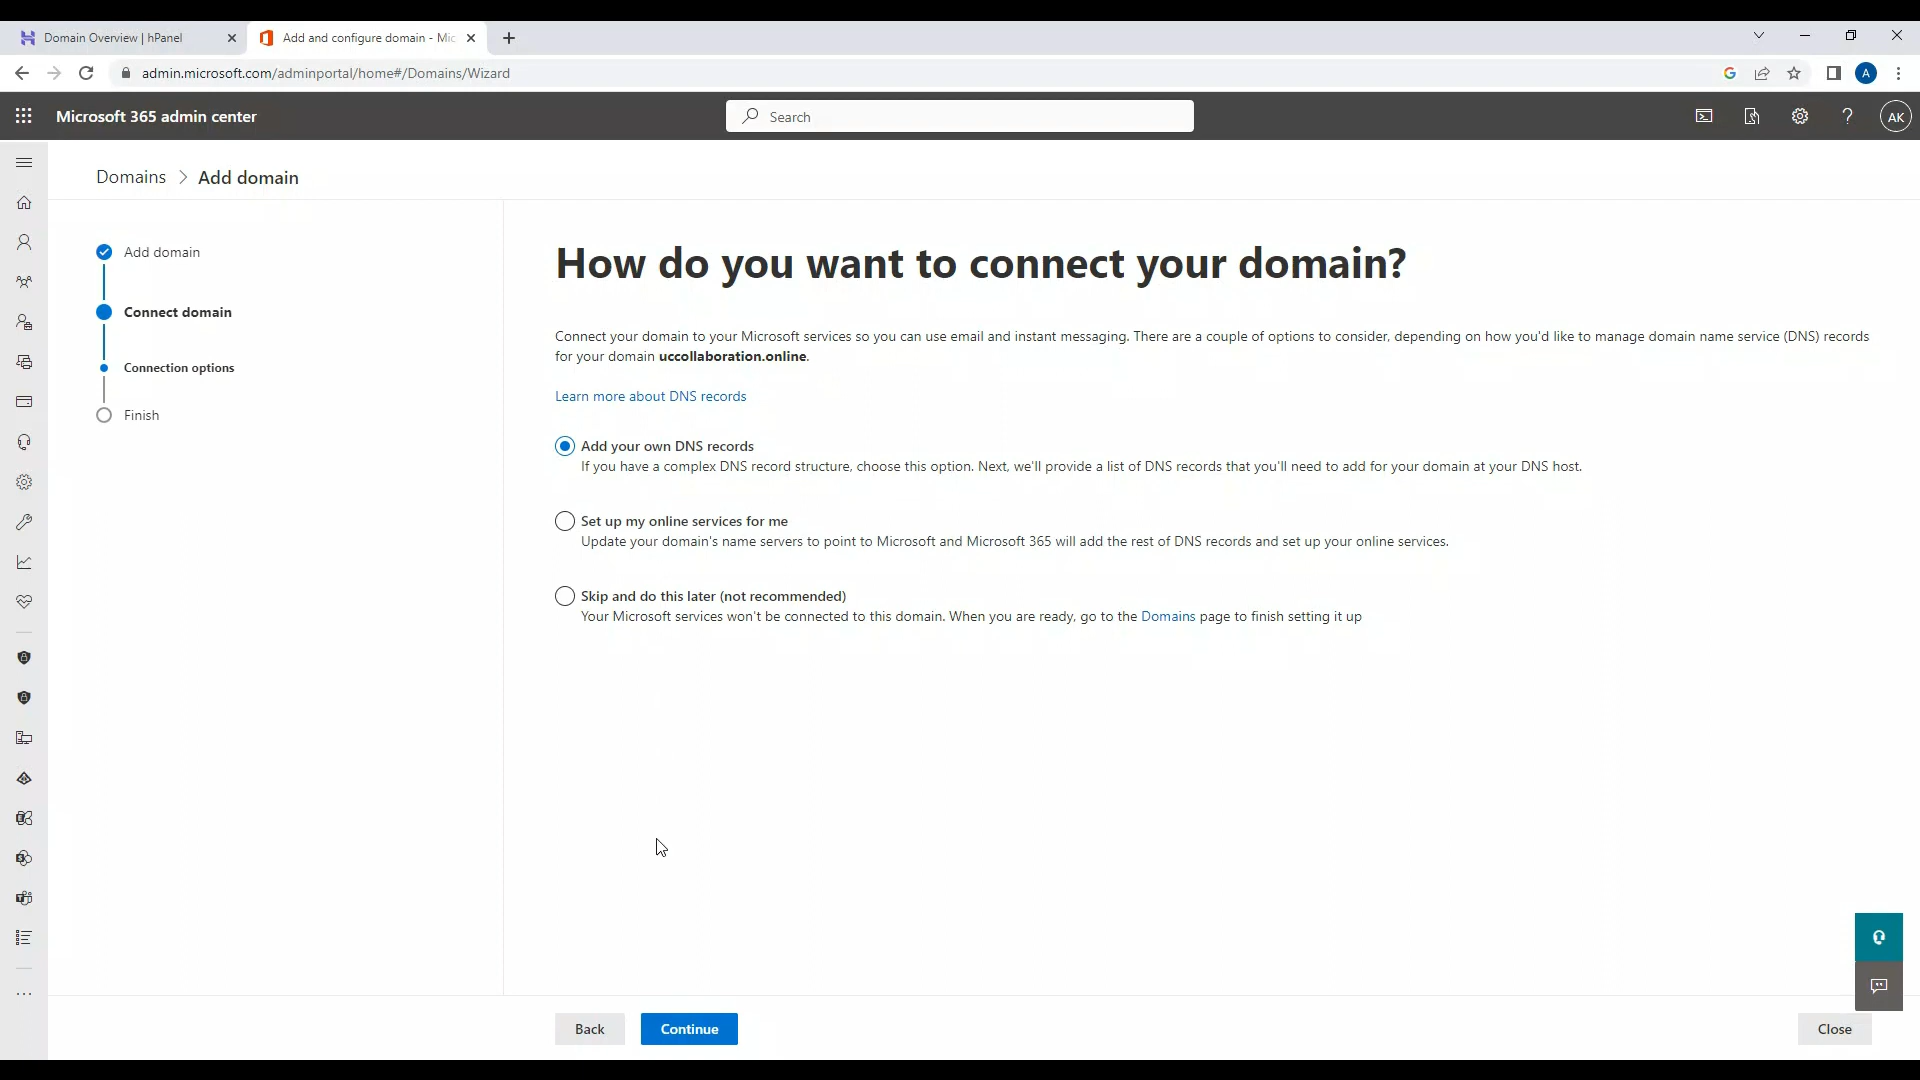 Domain Overview | hPanel
Add and configure domain - Mic
admin.microsoft.com/adminportal/home#/Domains/Wizard
A
Microsoft 365 admin center
Search
?
AK
Domains > Add domain
Add domain
Connect domain
Connection options
Finish
How do you want to connect your domain?
Connect your domain to your Microsoft services so you can use email and instant messaging. There are a couple of options to consider, depending on how you'd like to manage domain name service (DNS) records
for your domain uccollaboration.online.
Learn more about DNS records
Add your own DNS records
If you have a complex DNS record structure, choose this option. Next, we'll provide a list of DNS records that you'll need to add for your domain at your DNS host.
Set up my online services for me
Update your domain's name servers to point to Microsoft and Microsoft 365 will add the rest of DNS records and set up your online services.
Skip and do this later (not recommended)
Your Microsoft services won't be connected to this domain. When you are ready, go to the Domains page to finish setting it up
Back
Continue
Close